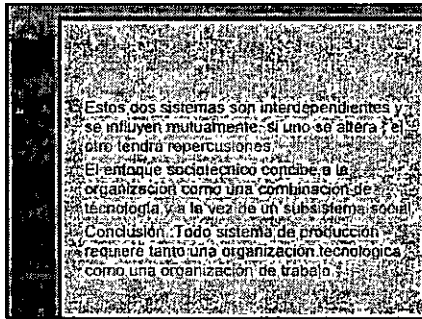 Estos dos sistemas son interdependientes y
se influyen mutuamente, si uno se altera, el
otro tendra repercusiones
El enfoque sociotecnico concibe a la
organización como una combinación de
tecnología y a la vez de un subsistema social
Conclusión: Todo sistema de producción
requiere tanto una organización tecnológica
como una organización de trabajo